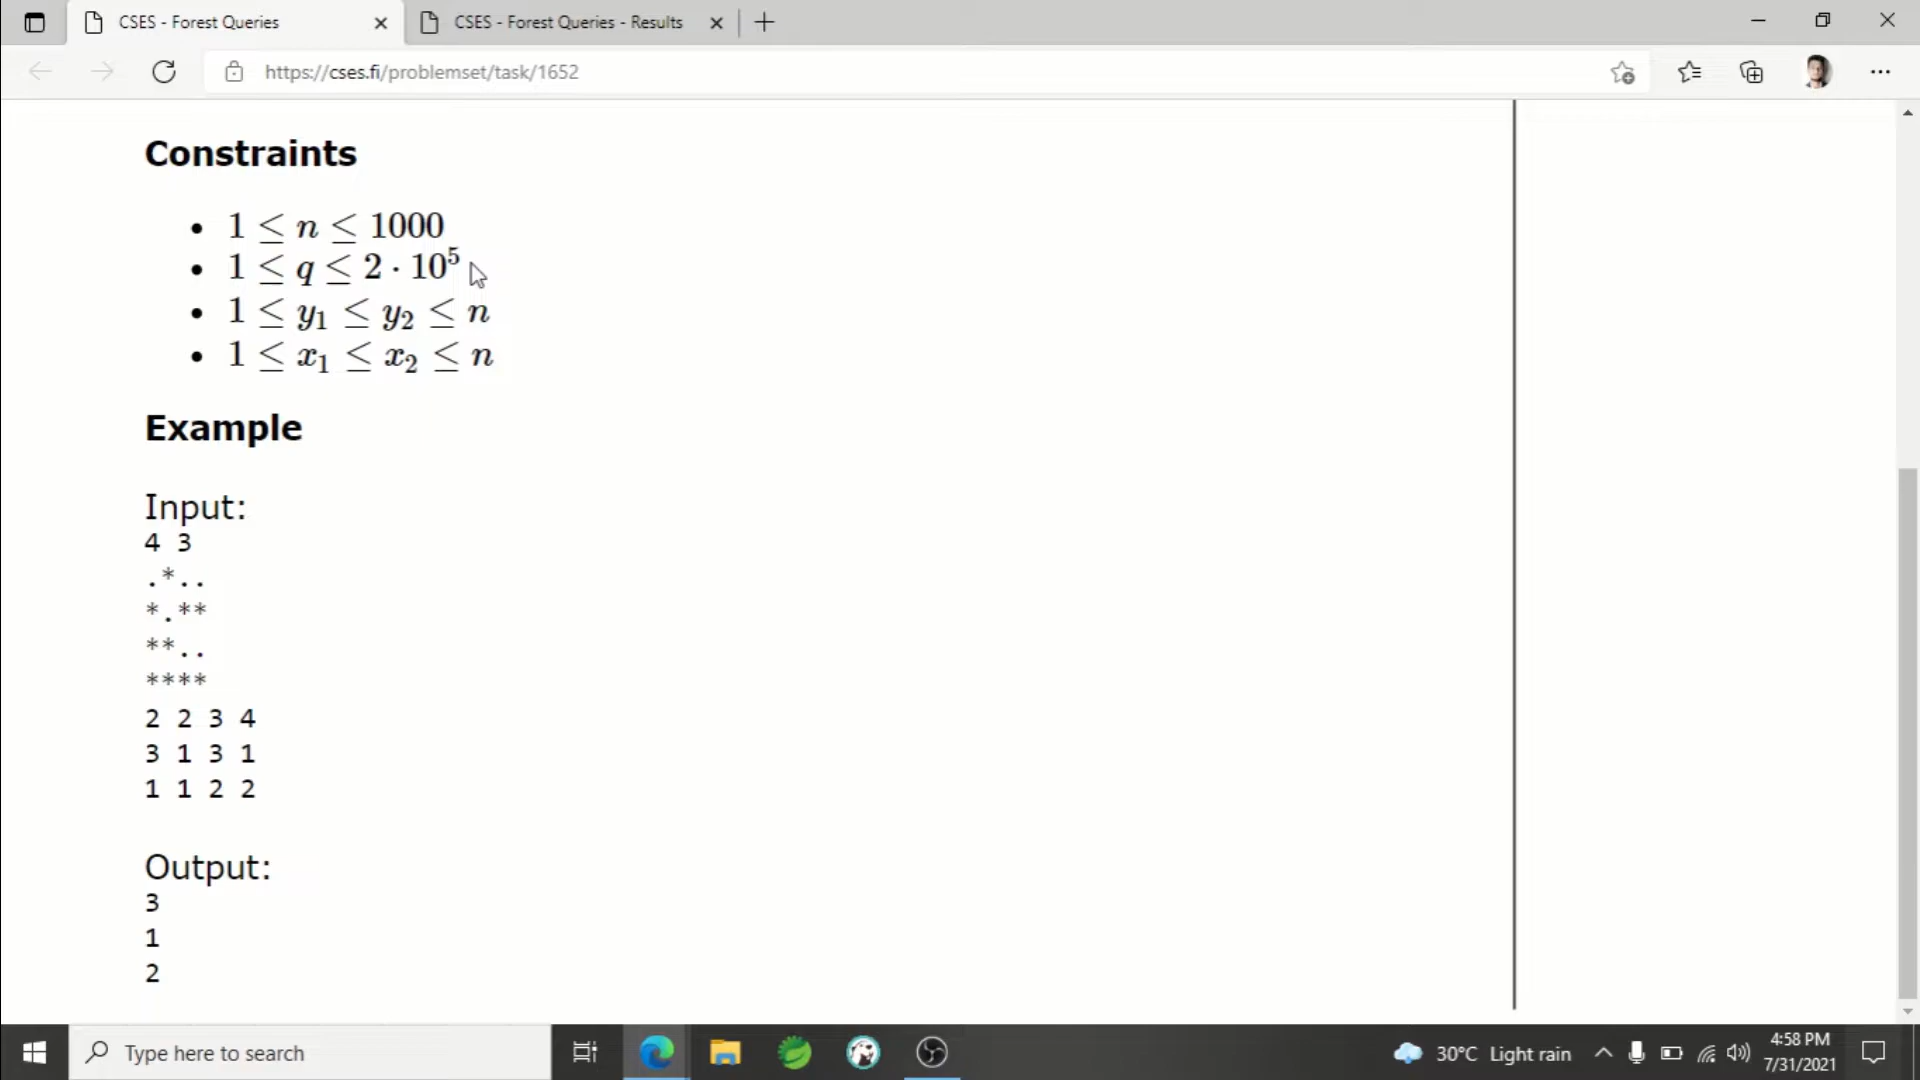 CSES - Forest Queries
CSES - Forest Queries - Results
https://cses.fi/problemset/task/1652
Constraints
• 1 ≤ n ≤ 1000
• 1 ≤ q ≤ 2 · 10⁵
• 1 ≤ y₁ ≤ y₂ ≤ n
• 1 ≤ x₁ ≤ x₂ ≤ n
Example
Input:
4 3
.*..
*.**
**..
****
2 2 3 4
3 1 3 1
1 1 2 2
Output:
3
1
2
Type here to search
30°C Light rain
4:58 PM
7/31/2021